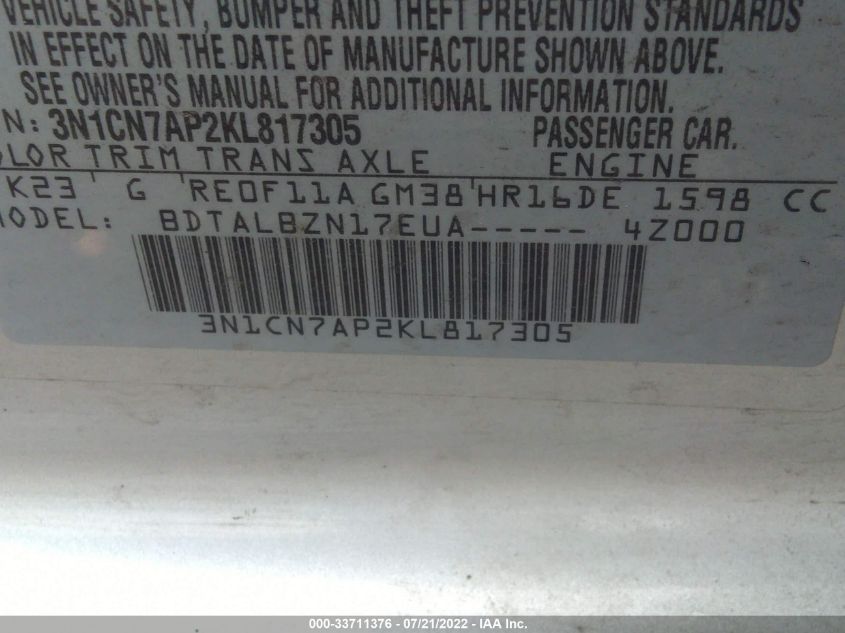 VEHICLE SAFETY, BUMPER AND THEFT PREVENTION STANDARDS
IN EFFECT ON THE DATE OF MANUFACTURE SHOWN ABOVE.
SEE OWNER'S MANUAL FOR ADDITIONAL INFORMATION.
N: 3N1CN7AP2KL817305 PASSENGER CAR.
OLOR TRIM TRANS AXLE ENGINE
K23 G RE0F11A GM38 HR16DE 1598 CC
MODEL: BDTALBZN17EUA----- 4Z000
3N1CN7AP2KL817305
000-33711376 - 07/21/2022 - IAA Inc.